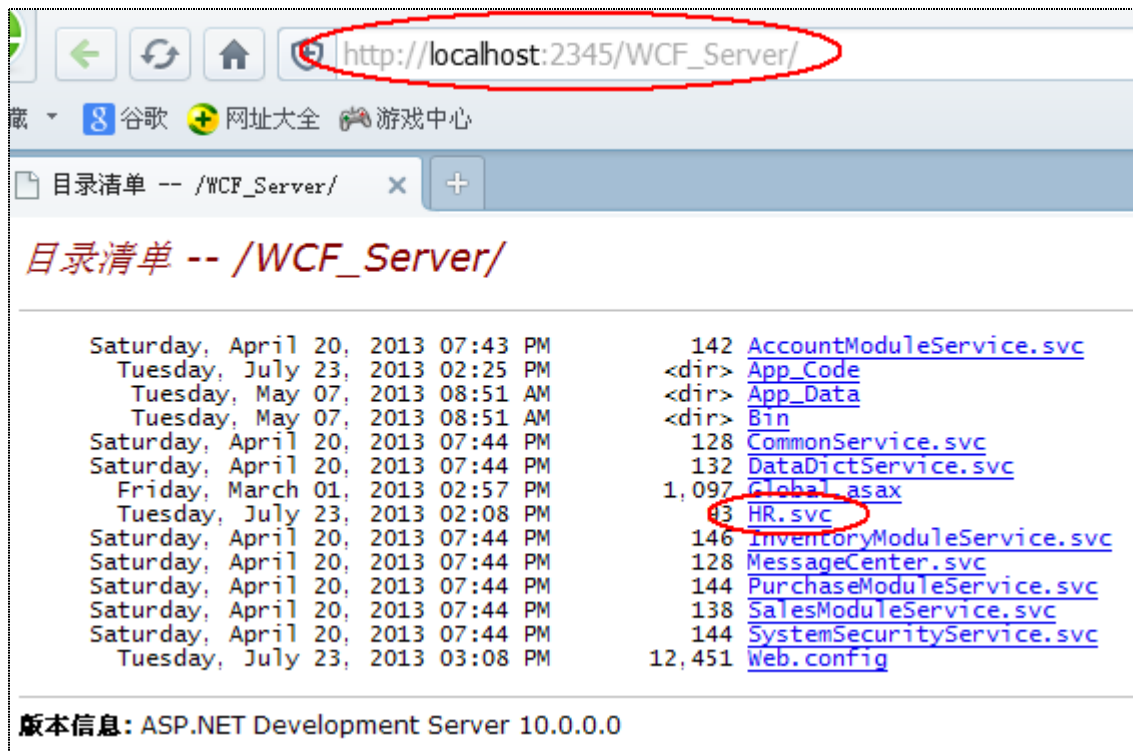 http://localhost:2345/WCF_Server/
藏 谷歌 网址大全 游戏中心
目录清单 -- /WCF_Server/
目录清单 -- /WCF_Server/
Saturday, April 20, 2013 07:43 PM 142 AccountModuleService.svc
Tuesday, July 23, 2013 02:25 PM <dir> App_Code
Tuesday, May 07, 2013 08:51 AM <dir> App_Data
Tuesday, May 07, 2013 08:51 AM <dir> Bin
Saturday, April 20, 2013 07:44 PM 128 CommonService.svc
Saturday, April 20, 2013 07:44 PM 132 DataDictService.svc
Friday, March 01, 2013 02:57 PM 1,097 Global.asax
Tuesday, July 23, 2013 02:08 PM 93 HR.svc
Saturday, April 20, 2013 07:44 PM 146 InventoryModuleService.svc
Saturday, April 20, 2013 07:44 PM 128 MessageCenter.svc
Saturday, April 20, 2013 07:44 PM 144 PurchaseModuleService.svc
Saturday, April 20, 2013 07:44 PM 138 SalesModuleService.svc
Saturday, April 20, 2013 07:44 PM 144 SystemSecurityService.svc
Tuesday, July 23, 2013 03:08 PM 12,451 Web.config
版本信息: ASP.NET Development Server 10.0.0.0